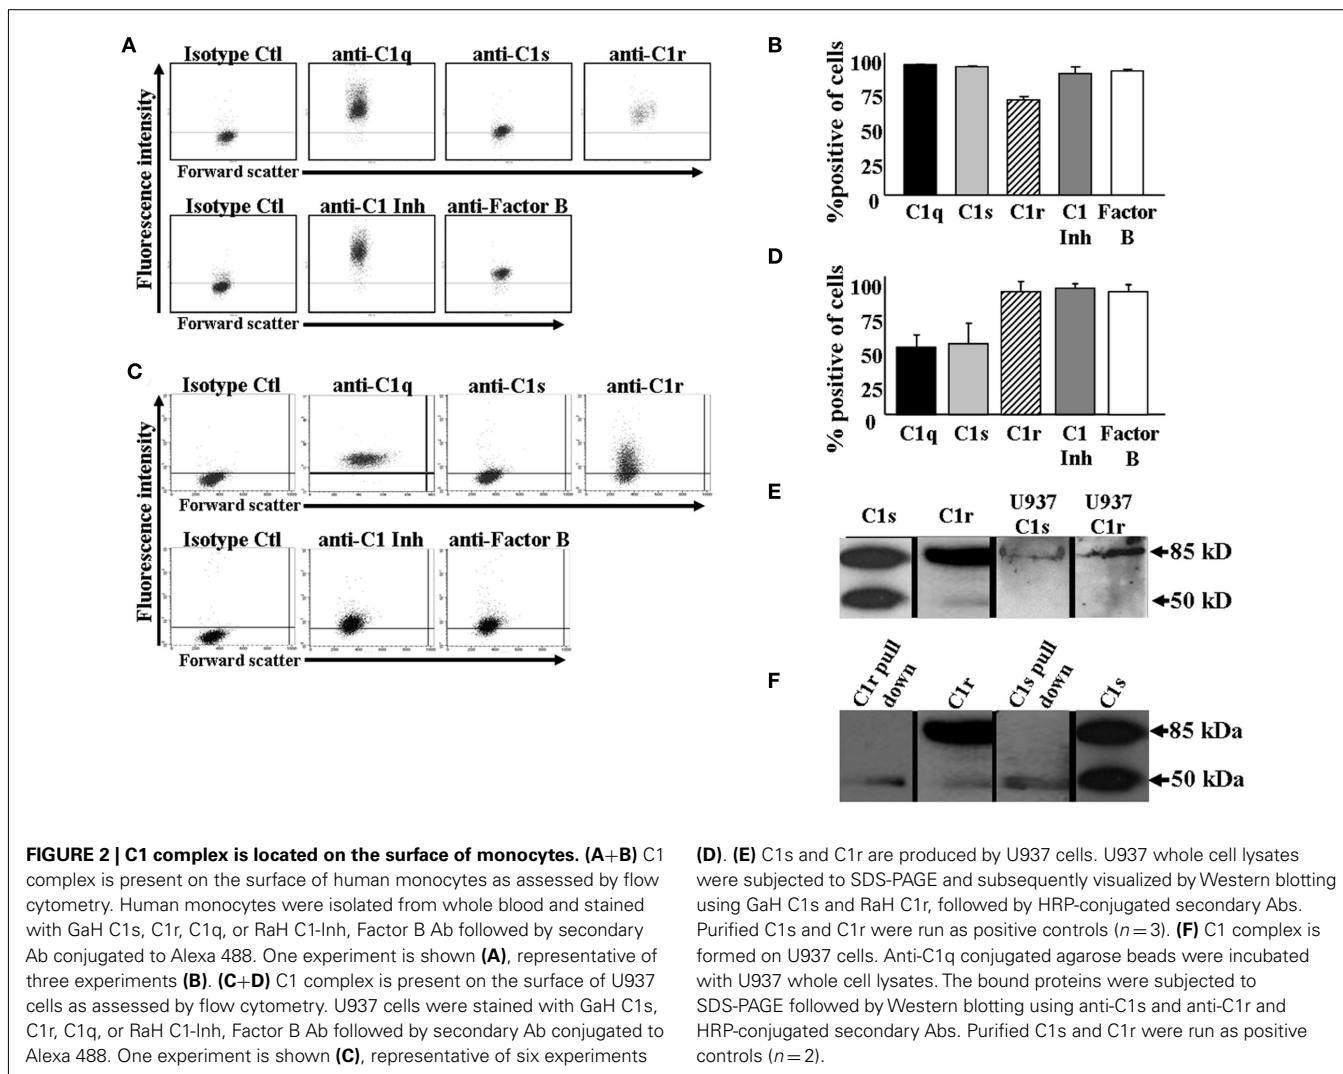 A
Isotype Ctl anti-C1q anti-C1s anti-C1r
Fluorescence intensity
Forward scatter
Isotype Ctl anti-C1 Inh anti-Factor B
Forward scatter
B
%positive of cells
100
75
50
25
0
C1q C1s C1r C1 Inh Factor B
C
Isotype Ctl anti-C1q anti-C1s anti-C1r
Fluorescence intensity
Forward scatter
Isotype Ctl anti-C1 Inh anti-Factor B
Forward scatter
D
% positive of cells
100
75
50
25
0
C1q C1s C1r C1 Inh Factor B
E
C1s C1r U937 C1s U937 C1r
85 kD
50 kD
F
C1r pull down C1r C1s pull down C1s
85 kDa
50 kDa
FIGURE 2 | C1 complex is located on the surface of monocytes. (A+B) C1
complex is present on the surface of human monocytes as assessed by flow
cytometry. Human monocytes were isolated from whole blood and stained
with GaH C1s, C1r, C1q, or RaH C1-Inh, Factor B Ab followed by secondary
Ab conjugated to Alexa 488. One experiment is shown (A), representative of
three experiments (B). (C+D) C1 complex is present on the surface of U937
cells as assessed by flow cytometry. U937 cells were stained with GaH C1s,
C1r, C1q, or RaH C1-Inh, Factor B Ab followed by secondary Ab conjugated to
Alexa 488. One experiment is shown (C), representative of six experiments
(D). (E) C1s and C1r are produced by U937 cells. U937 whole cell lysates
were subjected to SDS-PAGE and subsequently visualized by Western blotting
using GaH C1s and RaH C1r, followed by HRP-conjugated secondary Abs.
Purified C1s and C1r were run as positive controls (n = 3). (F) C1 complex is
formed on U937 cells. Anti-C1q conjugated agarose beads were incubated
with U937 whole cell lysates. The bound proteins were subjected to
SDS-PAGE followed by Western blotting using anti-C1s and anti-C1r and
HRP-conjugated secondary Abs. Purified C1s and C1r were run as positive
controls (n = 2).